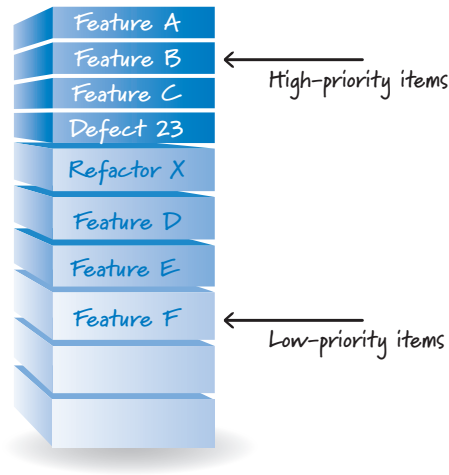 Feature A
Feature B
High-priority items
Feature C
Defect 23
Refactor X
Feature D
Feature E
Feature F
Low-priority items